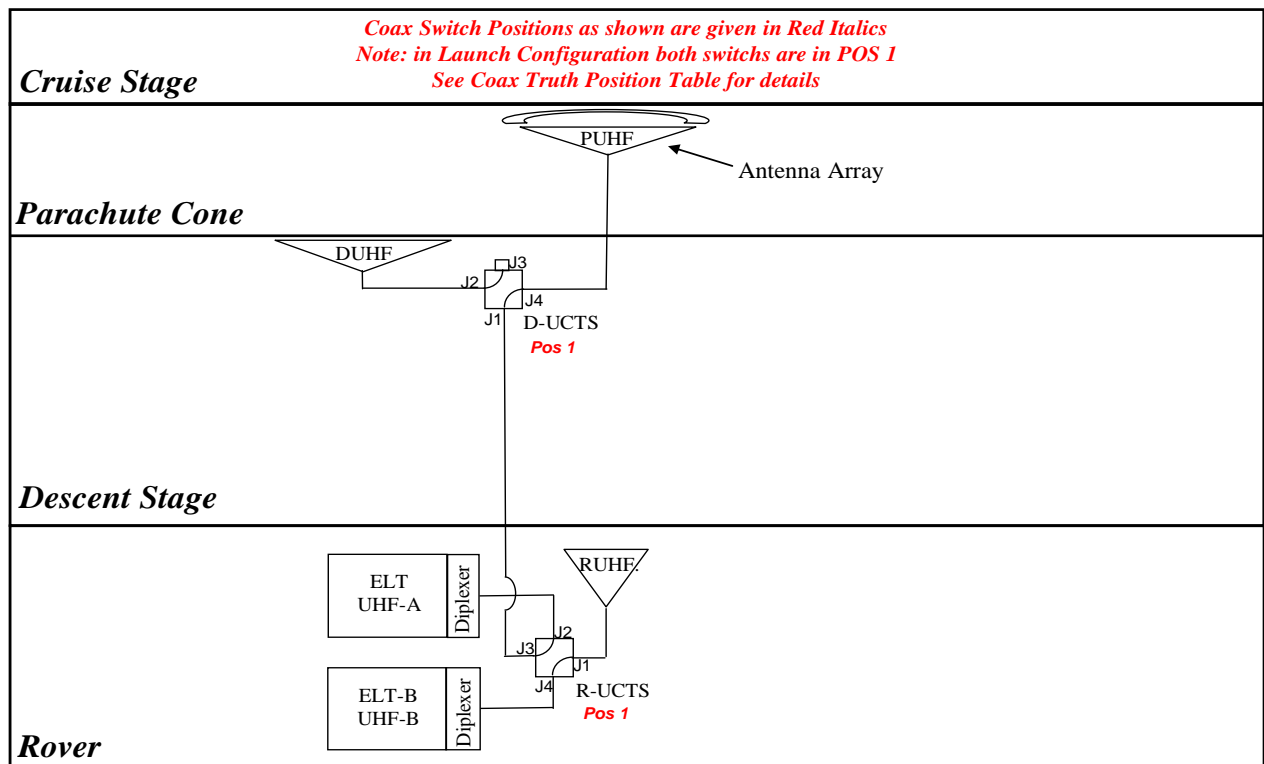 Coax Switch Positions as shown are given in Red Italics
Note: in Launch Configuration both switchs are in POS 1
See Coax Truth Position Table for details
Cruise Stage
PUHF
Antenna Array
Parachute Cone
DUHF
J3
J2
J4
J1
D-UCTS
Pos 1
Descent Stage
ELT
UHF-A
Diplexer
RUHF.
J2
J3
J1
J4
ELT-B
UHF-B
Diplexer
R-UCTS
Pos 1
Rover